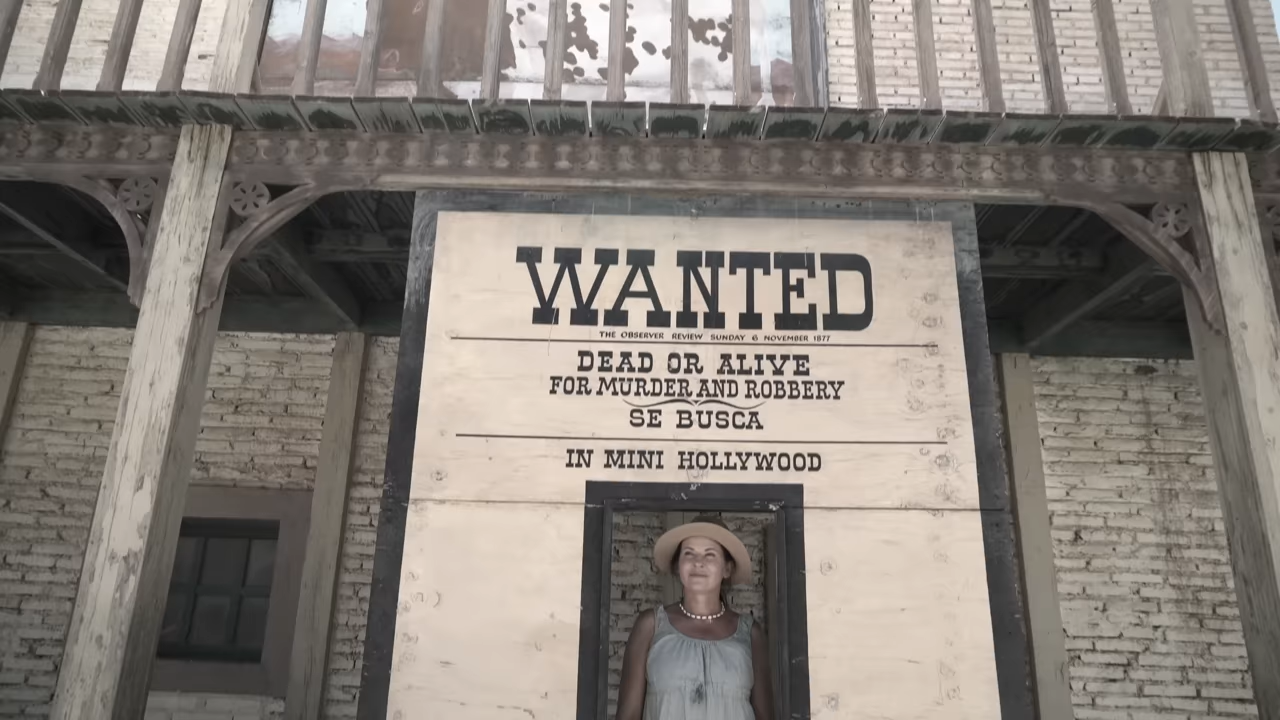 WANTED
THE OBSERVER REVIEW SUNDAY 6 NOVEMBER 1877
DEAD OR ALIVE
FOR MURDER AND ROBBERY
SE BUSCA
IN MINI HOLLYWOOD